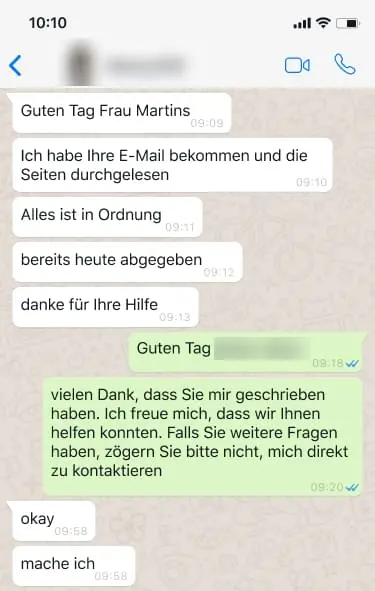 10:10
Guten Tag Frau Martins
09:09
Ich habe Ihre E-Mail bekommen und die
Seiten durchgelesen
09:10
Alles ist in Ordnung
09:11
bereits heute abgegeben
09:12
danke für Ihre Hilfe
09:13
Guten Tag
09:18
vielen Dank, dass Sie mir geschrieben
haben. Ich freue mich, dass wir Ihnen
helfen konnten. Falls Sie weitere Fragen
haben, zögern Sie bitte nicht, mich direkt
zu kontaktieren
09:20
okay
09:58
mache ich
09:58